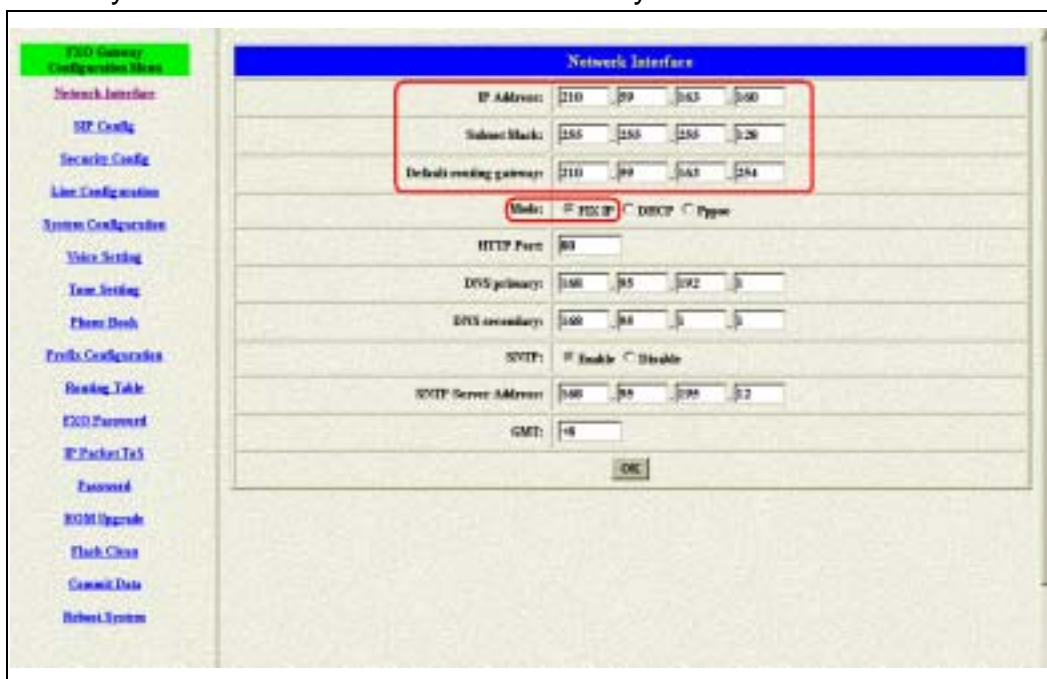 FXO Gateway
Configuration Menu
Network Interface
SIP Config
Security Config
Line Configuration
System Configuration
Voice Setting
Tone Setting
Phone Book
Prefix Configuration
Routing Table
FXO Password
IP Packet ToS
Password
ROM Upgrade
Flash Clean
Commit Data
Reboot System
Network Interface
IP Address: 210 . 59 . 163 . 160
Subnet Mask: 255 . 255 . 255 . 128
Default routing gateway: 210 . 59 . 163 . 254
Mode: FIX IP DHCP Pppoe
HTTP Port: 80
DNS primary: 168 . 95 . 192 . 1
DNS secondary: 168 . 95 . 1 . 1
SNTP: Enable Disable
SNTP Server Address: 168 . 95 . 195 . 12
GMT:
OK